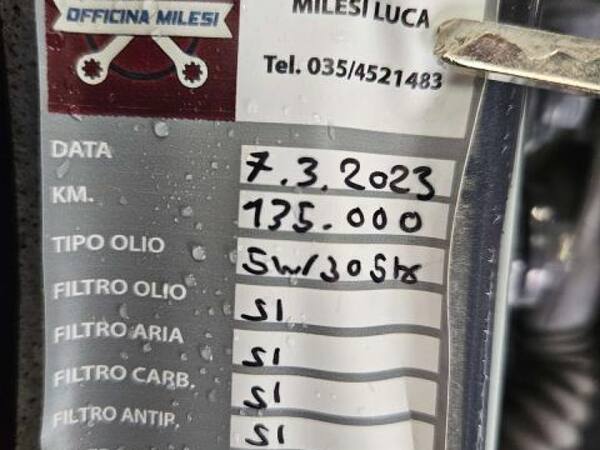 OFFICINA MILESI
MILESI LUCA
Tel. 035/4521483
DATA 7.3.2023
KM. 135.000
TIPO OLIO 5W/30
FILTRO OLIO SI
FILTRO ARIA SI
FILTRO CARB. SI
FILTRO ANTIP. SI